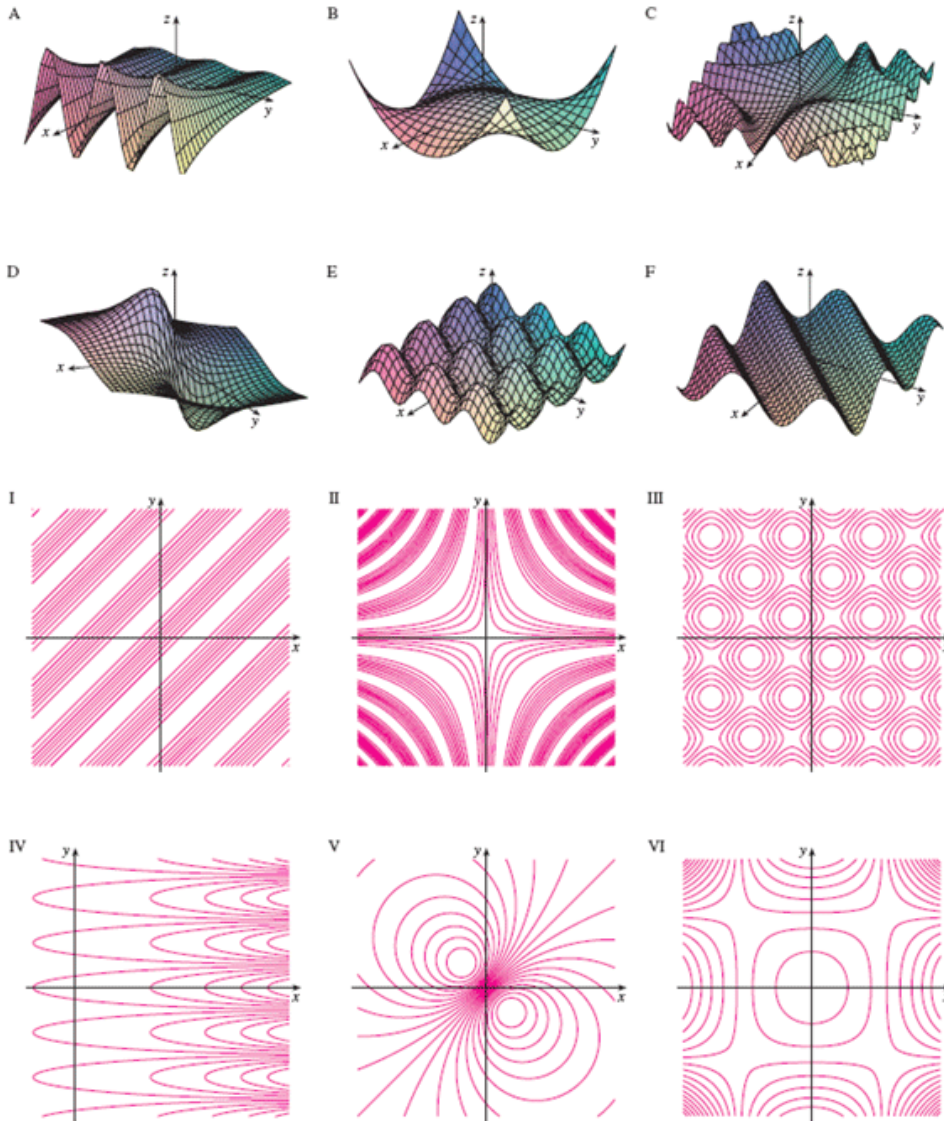 A B C
z z z
x y x y x y
D E F
z z z
x y x y x y
I II III
y y y
x x
IV V VI
y y y
x x